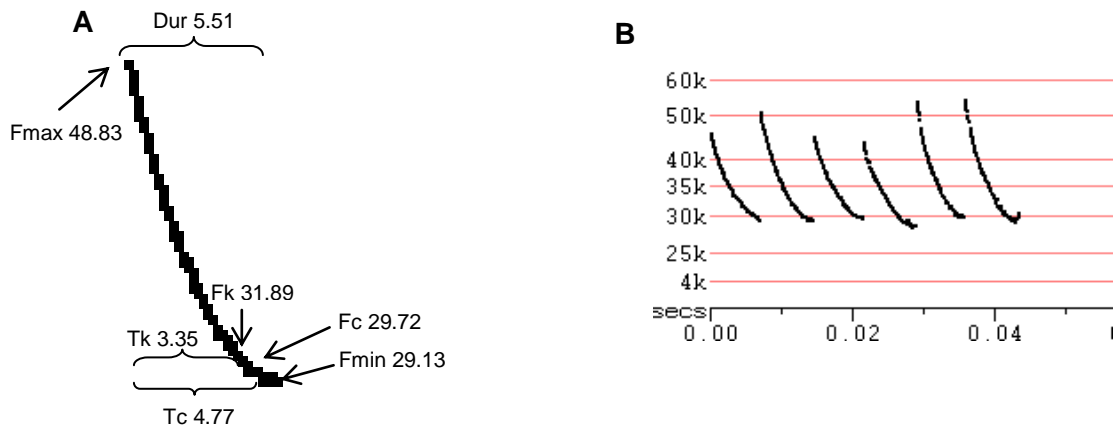 A
Dur 5.51
Fmax 48.83
Fk 31.89
Fc 29.72
Tk 3.35
Fmin 29.13
Tc 4.77
B
60k
50k
40k
35k
30k
25k
4k
secs
0.00 0.02 0.04